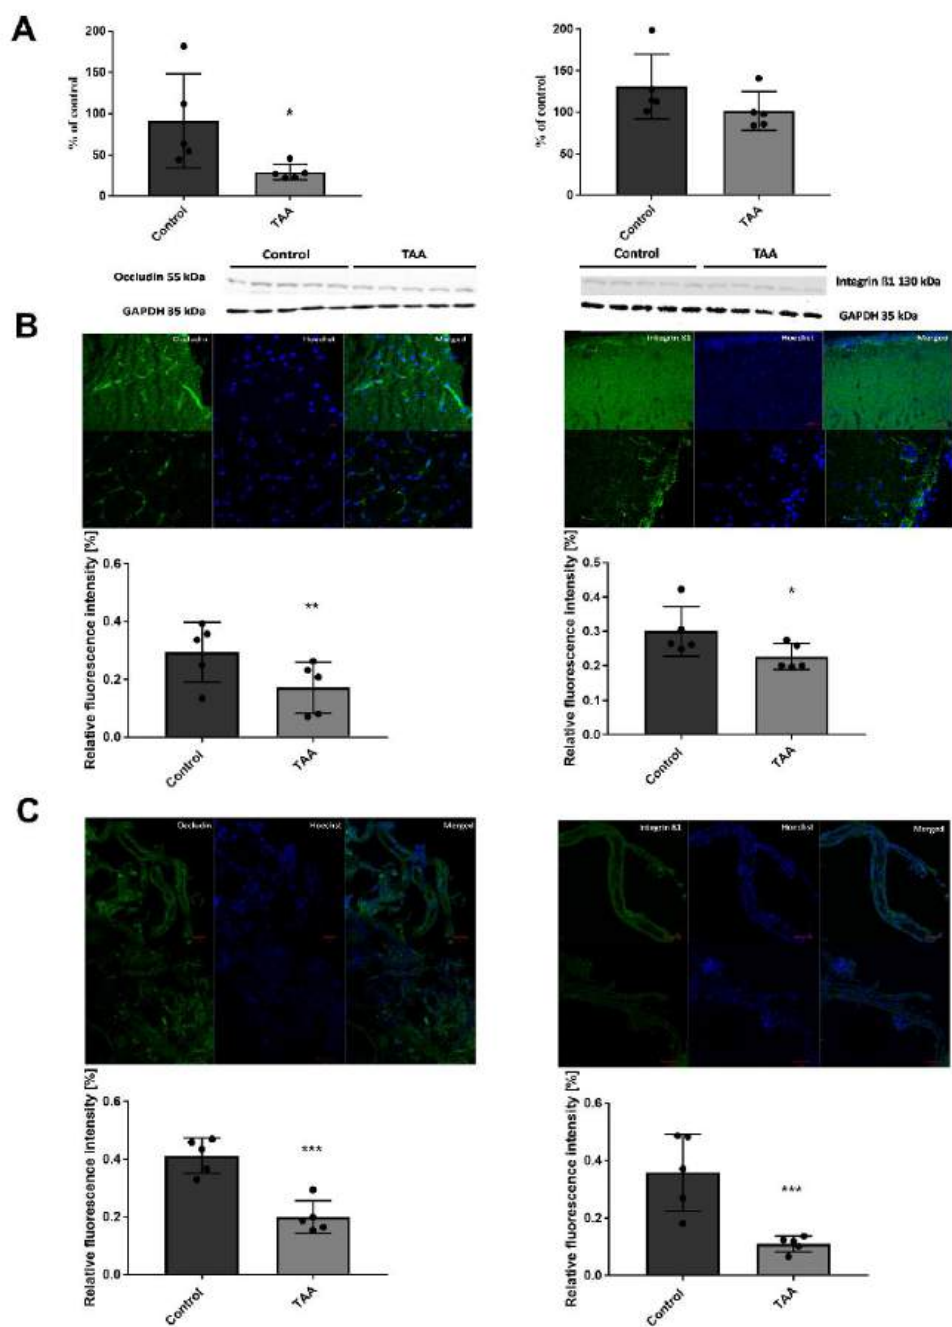 A
% of control
200
150
100
50
0
Control
TAA
*
% of control
200
150
100
50
0
Control
TAA
Control TAA
Occludin 55 kDa
GAPDH 35 kDa
Control TAA
Integrin ß1 130 kDa
GAPDH 35 kDa
B
Occludin Hoechst Merged
Integrin ß1 Hoechst Merged
Relative fluorescence intensity [%]
0.6
0.4
0.2
0.0
Control
TAA
**
Relative fluorescence intensity [%]
0.5
0.4
0.3
0.2
0.1
0.0
Control
TAA
*
C
Occludin Hoechst Merged
Integrin ß1 Hoechst Merged
Relative fluorescence intensity [%]
0.6
0.4
0.2
0.0
Control
TAA
***
Relative fluorescence intensity [%]
0.6
0.4
0.2
0.0
Control
TAA
***